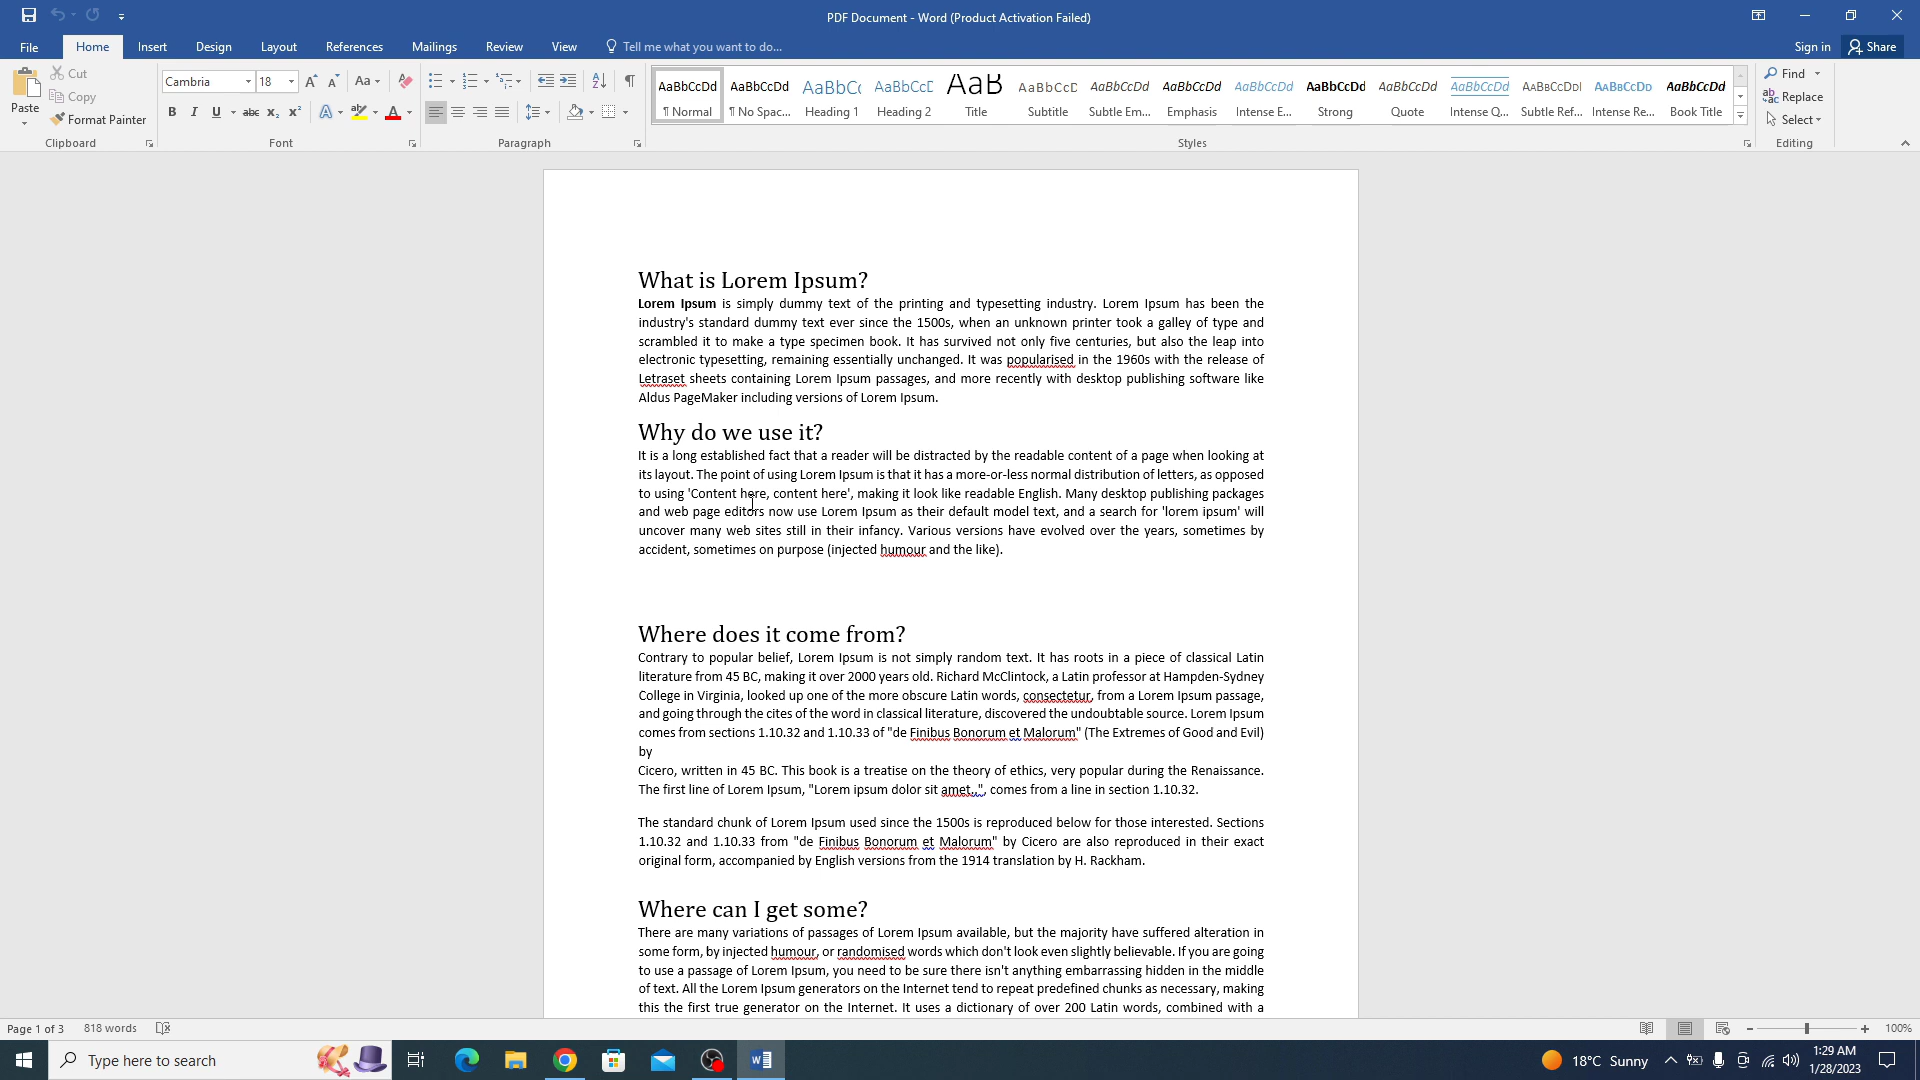 PDF Document - Word (Product Activation Failed)
File Home Insert Design Layout References Mailings Review View Tell me what you want to do... Sign in Share
Cut
Copy
Format Painter
Paste
Clipboard
Cambria 18
Font
Paragraph
AaBbCcDd AaBbCcDd AaBbCc AaBbCcE AaB AaBbCcD AaBbCcDd AaBbCcDd AaBbCcDd AaBbCcDd AaBbCcDd AaBbCcDd AaBbCcDd AaBbCcDd AaBbCcDd
¶ Normal ¶ No Spac... Heading 1 Heading 2 Title Subtitle Subtle Em... Emphasis Intense E... Strong Quote Intense Q... Subtle Ref... Intense Re... Book Title
Styles
Find
Replace
Select
Editing
What is Lorem Ipsum?
Lorem Ipsum is simply dummy text of the printing and typesetting industry. Lorem Ipsum has been the
industry's standard dummy text ever since the 1500s, when an unknown printer took a galley of type and
scrambled it to make a type specimen book. It has survived not only five centuries, but also the leap into
electronic typesetting, remaining essentially unchanged. It was popularised in the 1960s with the release of
Letraset sheets containing Lorem Ipsum passages, and more recently with desktop publishing software like
Aldus PageMaker including versions of Lorem Ipsum.
Why do we use it?
It is a long established fact that a reader will be distracted by the readable content of a page when looking at
its layout. The point of using Lorem Ipsum is that it has a more-or-less normal distribution of letters, as opposed
to using 'Content here, content here', making it look like readable English. Many desktop publishing packages
and web page editors now use Lorem Ipsum as their default model text, and a search for 'lorem ipsum' will
uncover many web sites still in their infancy. Various versions have evolved over the years, sometimes by
accident, sometimes on purpose (injected humour and the like).
Where does it come from?
Contrary to popular belief, Lorem Ipsum is not simply random text. It has roots in a piece of classical Latin
literature from 45 BC, making it over 2000 years old. Richard McClintock, a Latin professor at Hampden-Sydney
College in Virginia, looked up one of the more obscure Latin words, consectetur, from a Lorem Ipsum passage,
and going through the cites of the word in classical literature, discovered the undoubtable source. Lorem Ipsum
comes from sections 1.10.32 and 1.10.33 of "de Finibus Bonorum et Malorum" (The Extremes of Good and Evil)
by
Cicero, written in 45 BC. This book is a treatise on the theory of ethics, very popular during the Renaissance.
The first line of Lorem Ipsum, "Lorem ipsum dolor sit amet..", comes from a line in section 1.10.32.
The standard chunk of Lorem Ipsum used since the 1500s is reproduced below for those interested. Sections
1.10.32 and 1.10.33 from "de Finibus Bonorum et Malorum" by Cicero are also reproduced in their exact
original form, accompanied by English versions from the 1914 translation by H. Rackham.
Where can I get some?
There are many variations of passages of Lorem Ipsum available, but the majority have suffered alteration in
some form, by injected humour, or randomised words which don't look even slightly believable. If you are going
to use a passage of Lorem Ipsum, you need to be sure there isn't anything embarrassing hidden in the middle
of text. All the Lorem Ipsum generators on the Internet tend to repeat predefined chunks as necessary, making
this the first true generator on the Internet. It uses a dictionary of over 200 Latin words, combined with a
Page 1 of 3 818 words 100%
Type here to search 18°C Sunny 1:29 AM
1/28/2023